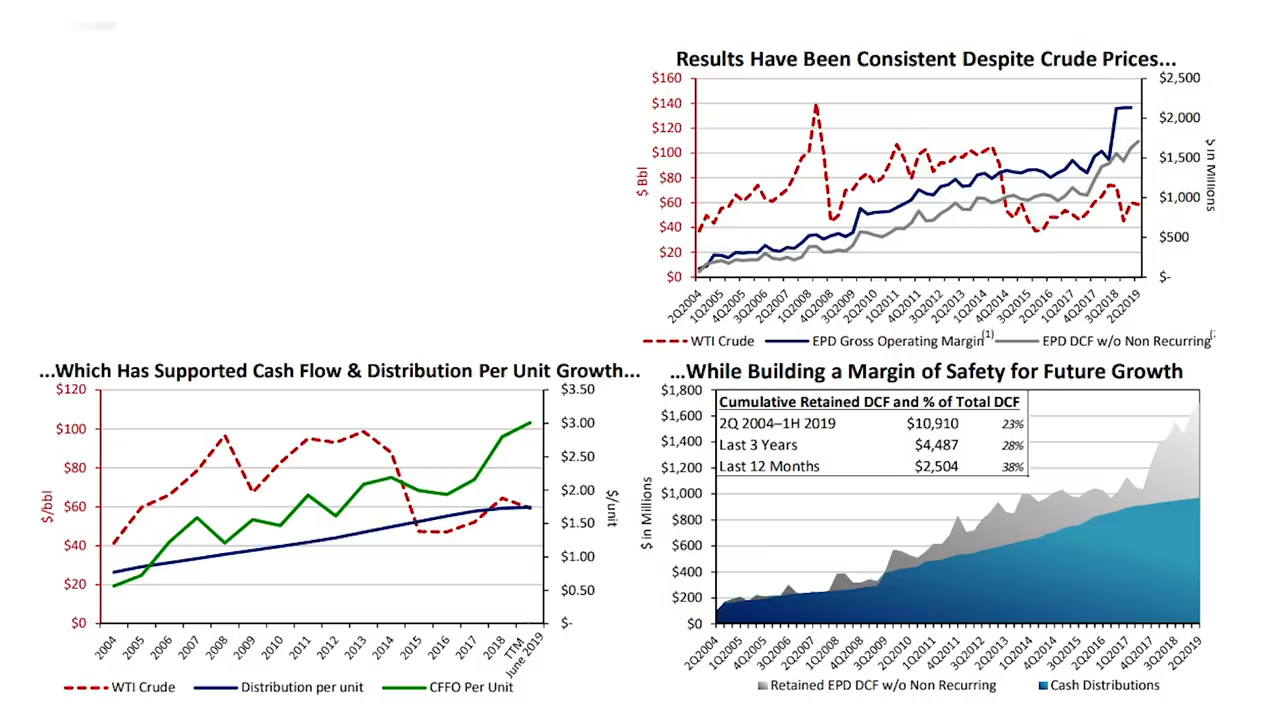 Results Have Been Consistent Despite Crude Prices...
$160
$140
$120
$100
$80
$60
$40
$20
$0
$ Bbl
$2,500
$2,000
$1,500
$1,000
$500
$-
$ in Millions
2Q2004
1Q2005
4Q2005
3Q2006
2Q2007
1Q2008
4Q2008
3Q2009
2Q2010
1Q2011
4Q2011
3Q2012
2Q2013
1Q2014
4Q2014
3Q2015
2Q2016
1Q2017
4Q2017
3Q2018
2Q2019
WTI Crude
EPD Gross Operating Margin(1)
EPD DCF w/o Non Recurring
...Which Has Supported Cash Flow & Distribution Per Unit Growth...
$120
$100
$80
$60
$40
$20
$0
$/bbl
$3.50
$3.00
$2.50
$2.00
$1.50
$1.00
$0.50
$-
$/unit
2004
2005
2006
2007
2008
2009
2010
2011
2012
2013
2014
2015
2016
2017
2018
TTM
June 2019
WTI Crude
Distribution per unit
CFFO Per Unit
...While Building a Margin of Safety for Future Growth
$1,800
$1,600
$1,400
$1,200
$1,000
$800
$600
$400
$200
$0
$ in Millions
Cumulative Retained DCF and % of Total DCF
2Q 2004–1H 2019 $10,910 23%
Last 3 Years $4,487 28%
Last 12 Months $2,504 38%
2Q2004
1Q2005
4Q2005
3Q2006
2Q2007
1Q2008
4Q2008
3Q2009
2Q2010
1Q2011
4Q2011
3Q2012
2Q2013
1Q2014
4Q2014
3Q2015
2Q2016
1Q2017
4Q2017
3Q2018
2Q2019
Retained EPD DCF w/o Non Recurring
Cash Distributions